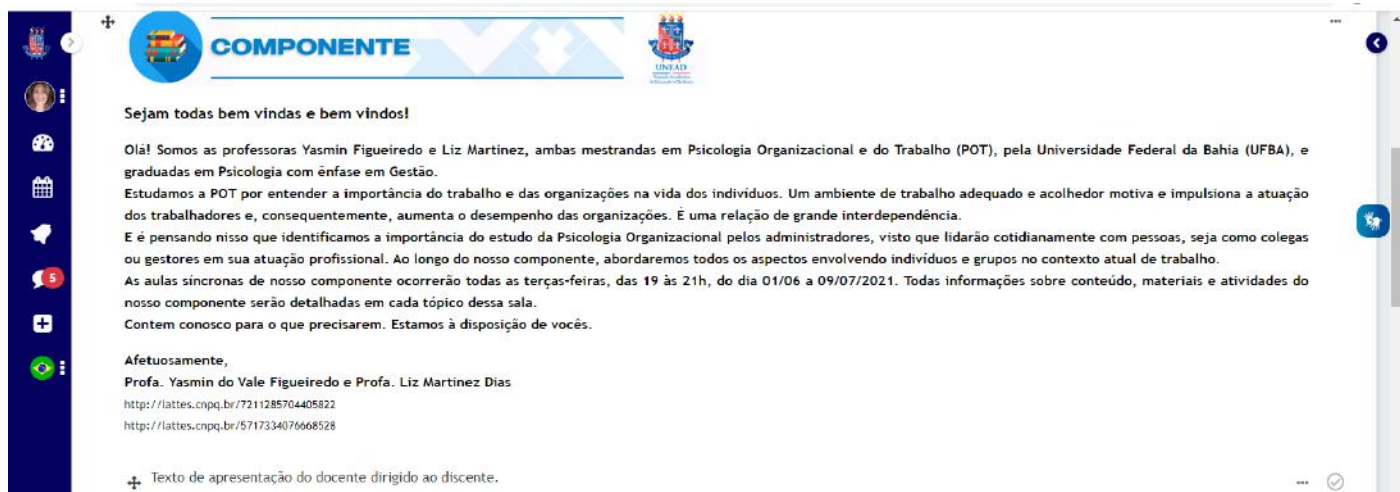 COMPONENTE
UNEAD
Sejam todas bem vindas e bem vindos!
Olá! Somos as professoras Yasmin Figueiredo e Liz Martinez, ambas mestrandas em Psicologia Organizacional e do Trabalho (POT), pela Universidade Federal da Bahia (UFBA), e
graduadas em Psicologia com ênfase em Gestão.
Estudamos a POT por entender a importância do trabalho e das organizações na vida dos indivíduos. Um ambiente de trabalho adequado e acolhedor motiva e impulsiona a atuação
dos trabalhadores e, consequentemente, aumenta o desempenho das organizações. É uma relação de grande interdependência.
E é pensando nisso que identificamos a importância do estudo da Psicologia Organizacional pelos administradores, visto que lidarão cotidianamente com pessoas, seja como colegas
ou gestores em sua atuação profissional. Ao longo do nosso componente, abordaremos todos os aspectos envolvendo indivíduos e grupos no contexto atual de trabalho.
As aulas síncronas de nosso componente ocorrerão todas as terças-feiras, das 19 às 21h, do dia 01/06 a 09/07/2021. Todas informações sobre conteúdo, materiais e atividades do
nosso componente serão detalhadas em cada tópico dessa sala.
Contem conosco para o que precisarem. Estamos à disposição de vocês.
Afetuosamente,
Profa. Yasmin do Vale Figueiredo e Profa. Liz Martinez Dias
http://lattes.cnpq.br/7211285704405822
http://lattes.cnpq.br/5717334076668528
Texto de apresentação do docente dirigido ao discente.
5